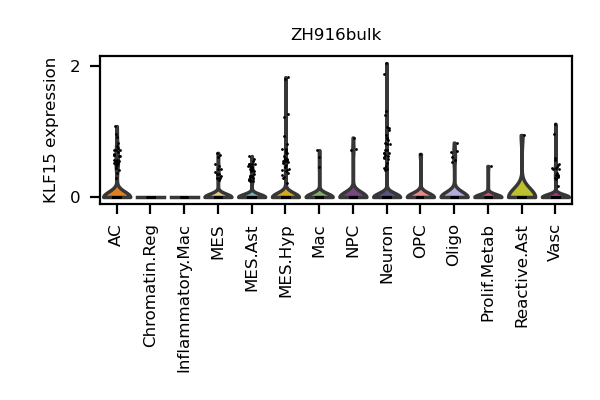 ZH916bulk
KLF15 expression
2
0
AC
Chromatin.Reg
Inflammatory.Mac
MES
MES.Ast
MES.Hyp
Mac
NPC
Neuron
OPC
Oligo
Prolif.Metab
Reactive.Ast
Vasc